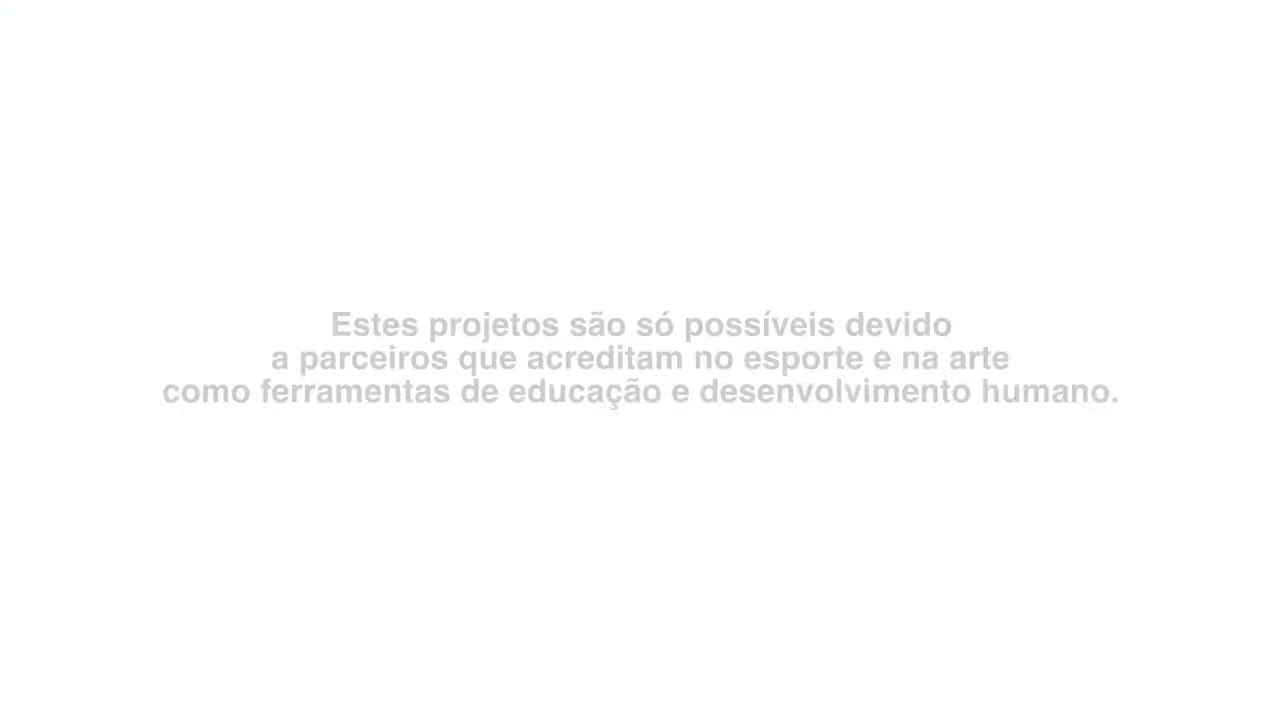 Estes projetos são só possíveis devido
a parceiros que acreditam no esporte e na arte
como ferramentas de educação e desenvolvimento humano.